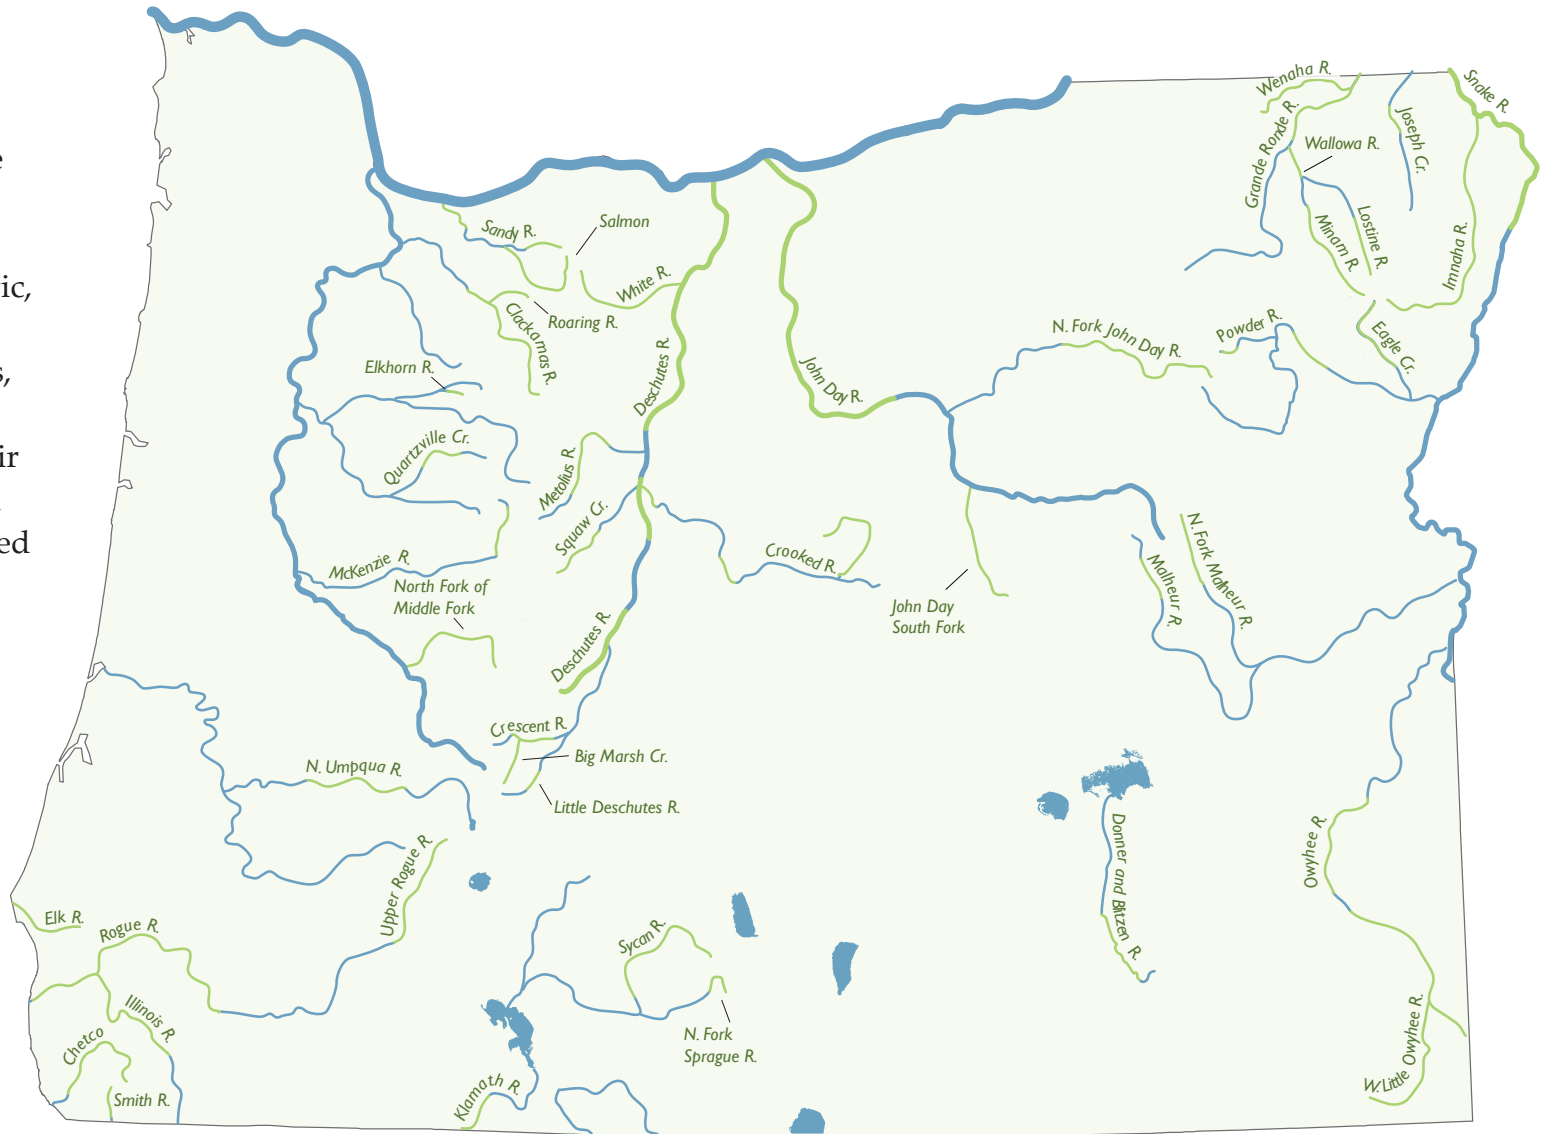 e
ic,
s,
ir
ed
Wenaha R.
Snake R.
Grande Ronde R.
Joseph Cr.
Wallowa R.
Minam R.
Lostine R.
Imnaha R.
Sandy R.
Salmon
White R.
Roaring R.
Clackamas R.
Elkhorn R.
Deschutes R.
John Day R.
N. Fork John Day R.
Powder R.
Eagle Cr.
Quartzville Cr.
Metolius R.
Squaw Cr.
McKenzie R.
North Fork of
Middle Fork
Crooked R.
John Day
South Fork
Malheur R.
N. Fork Malheur R.
Deschutes R.
Crescent R.
Big Marsh Cr.
Little Deschutes R.
N. Umpqua R.
Upper Rogue R.
Donner and Blitzen R.
Owyhee R.
Elk R.
Rogue R.
Sycan R.
Illinois R.
Chetco
Smith R.
N. Fork
Sprague R.
Klamath R.
W. Little Owyhee R.